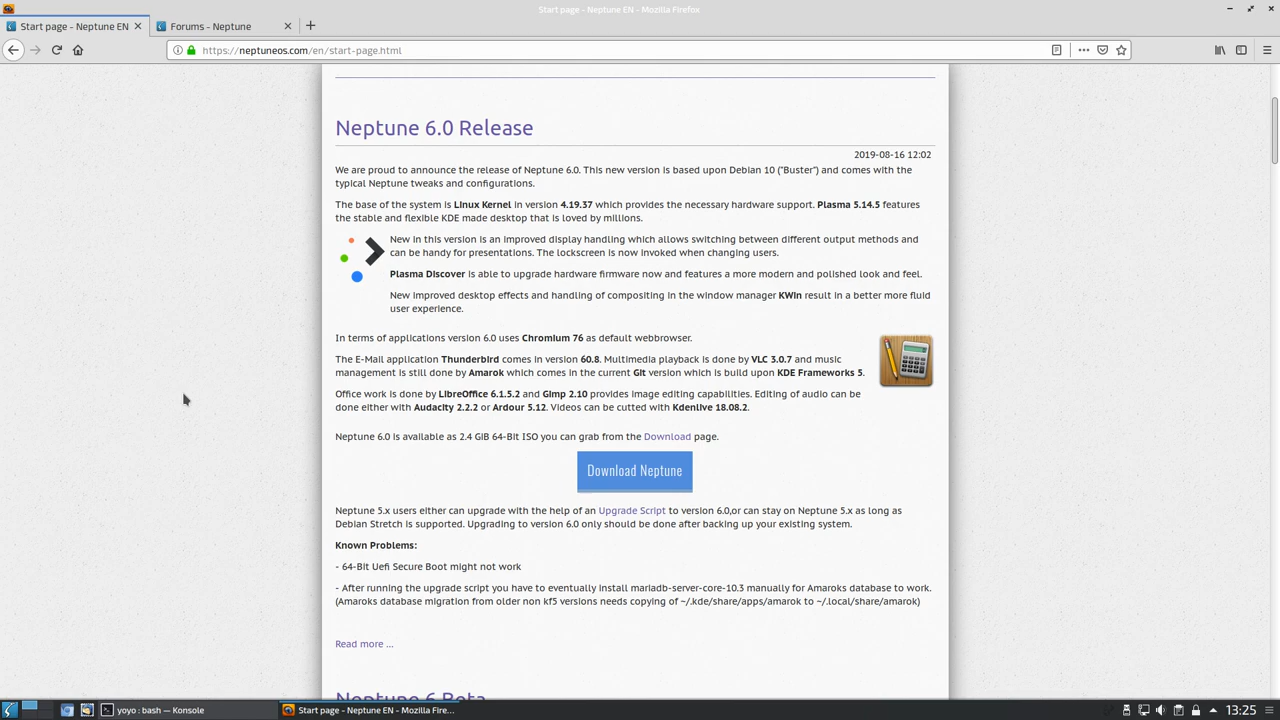 Start page - Neptune EN - Mozilla Firefox
Start page - Neptune EN
Forums - Neptune
https://neptuneos.com/en/start-page.html
Neptune 6.0 Release
2019-08-16 12:02
We are proud to announce the release of Neptune 6.0. This new version is based upon Debian 10 ("Buster") and comes with the
typical Neptune tweaks and configurations.
The base of the system is Linux Kernel in version 4.19.37 which provides the necessary hardware support. Plasma 5.14.5 features
the stable and flexible KDE made desktop that is loved by millions.
New in this version is an improved display handling which allows switching between different output methods and
can be handy for presentations. The lockscreen is now invoked when changing users.
Plasma Discover is able to upgrade hardware firmware now and features a more modern and polished look and feel.
New improved desktop effects and handling of compositing in the window manager KWin result in a better more fluid
user experience.
In terms of applications version 6.0 uses Chromium 76 as default webbrowser.
The E-Mail application Thunderbird comes in version 60.8. Multimedia playback is done by VLC 3.0.7 and music
management is still done by Amarok which comes in the current Git version which is build upon KDE Frameworks 5.
Office work is done by LibreOffice 6.1.5.2 and Gimp 2.10 provides image editing capabilities. Editing of audio can be
done either with Audacity 2.2.2 or Ardour 5.12. Videos can be cutted with Kdenlive 18.08.2.
Neptune 6.0 is available as 2.4 GiB 64-Bit ISO you can grab from the Download page.
Download Neptune
Neptune 5.x users either can upgrade with the help of an Upgrade Script to version 6.0,or can stay on Neptune 5.x as long as
Debian Stretch is supported. Upgrading to version 6.0 only should be done after backing up your existing system.
Known Problems:
- 64-Bit Uefi Secure Boot might not work
- After running the upgrade script you have to eventually install mariadb-server-core-10.3 manually for Amaroks database to work.
(Amaroks database migration from older non kf5 versions needs copying of ~/.kde/share/apps/amarok to ~/.local/share/amarok)
Read more ...
Neptune 6 Beta
yoyo : bash — Konsole
Start page - Neptune EN - Mozilla Fire...
13:25